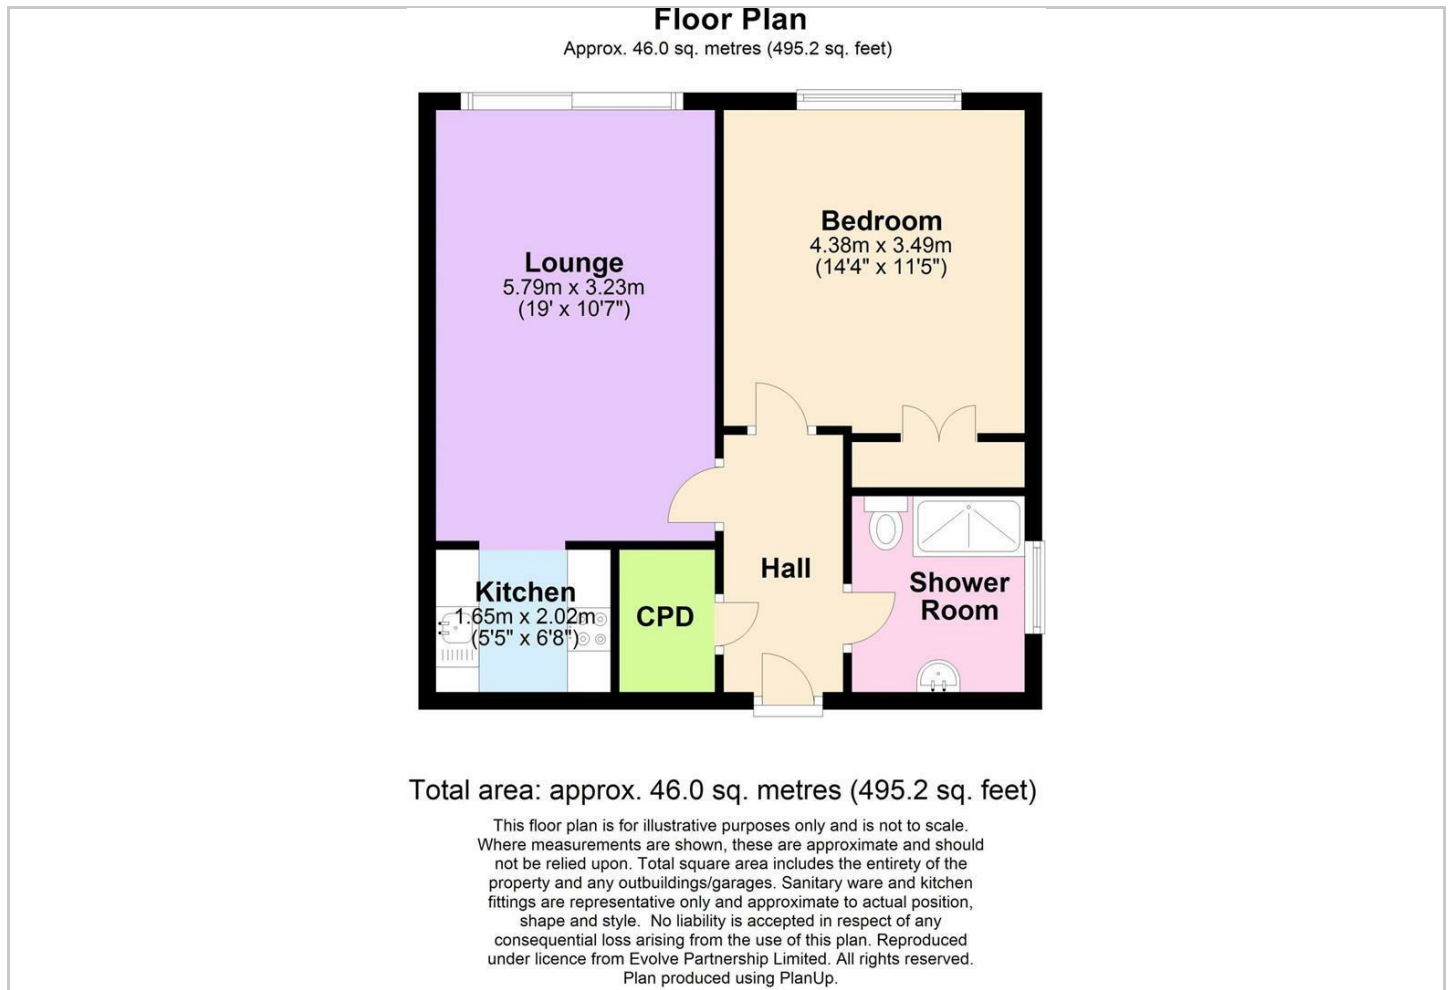 Floor Plan
Approx. 46.0 sq. metres (495.2 sq. feet)
Bedroom
4.38m x 3.49m
(14'4" x 11'5")
Lounge
5.79m x 3.23m
(19' x 10'7")
Hall
Kitchen
1.65m x 2.02m
(5'5" x 6'8")
CPD
Shower
Room
Total area: approx. 46.0 sq. metres (495.2 sq. feet)
This floor plan is for illustrative purposes only and is not to scale.
Where measurements are shown, these are approximate and should
not be relied upon. Total square area includes the entirety of the
property and any outbuildings/garages. Sanitary ware and kitchen
fittings are representative only and approximate to actual position,
shape and style. No liability is accepted in respect of any
consequential loss arising from the use of this plan. Reproduced
under licence from Evolve Partnership Limited. All rights reserved.
Plan produced using PlanUp.